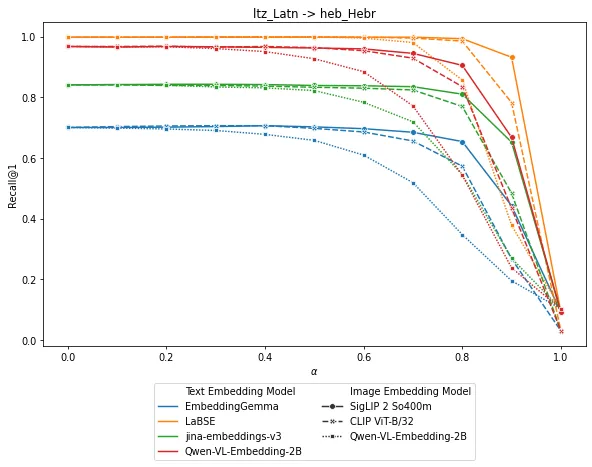 ltz_Latn -> heb_Hebr
Recall@1
1.0
0.8
0.6
0.4
0.2
0.0
0.0 0.2 0.4 0.6 0.8 1.0
α
Text Embedding Model Image Embedding Model
EmbeddingGemma SigLIP 2 So400m
LaBSE CLIP ViT-B/32
jina-embeddings-v3 Qwen-VL-Embedding-2B
Qwen-VL-Embedding-2B